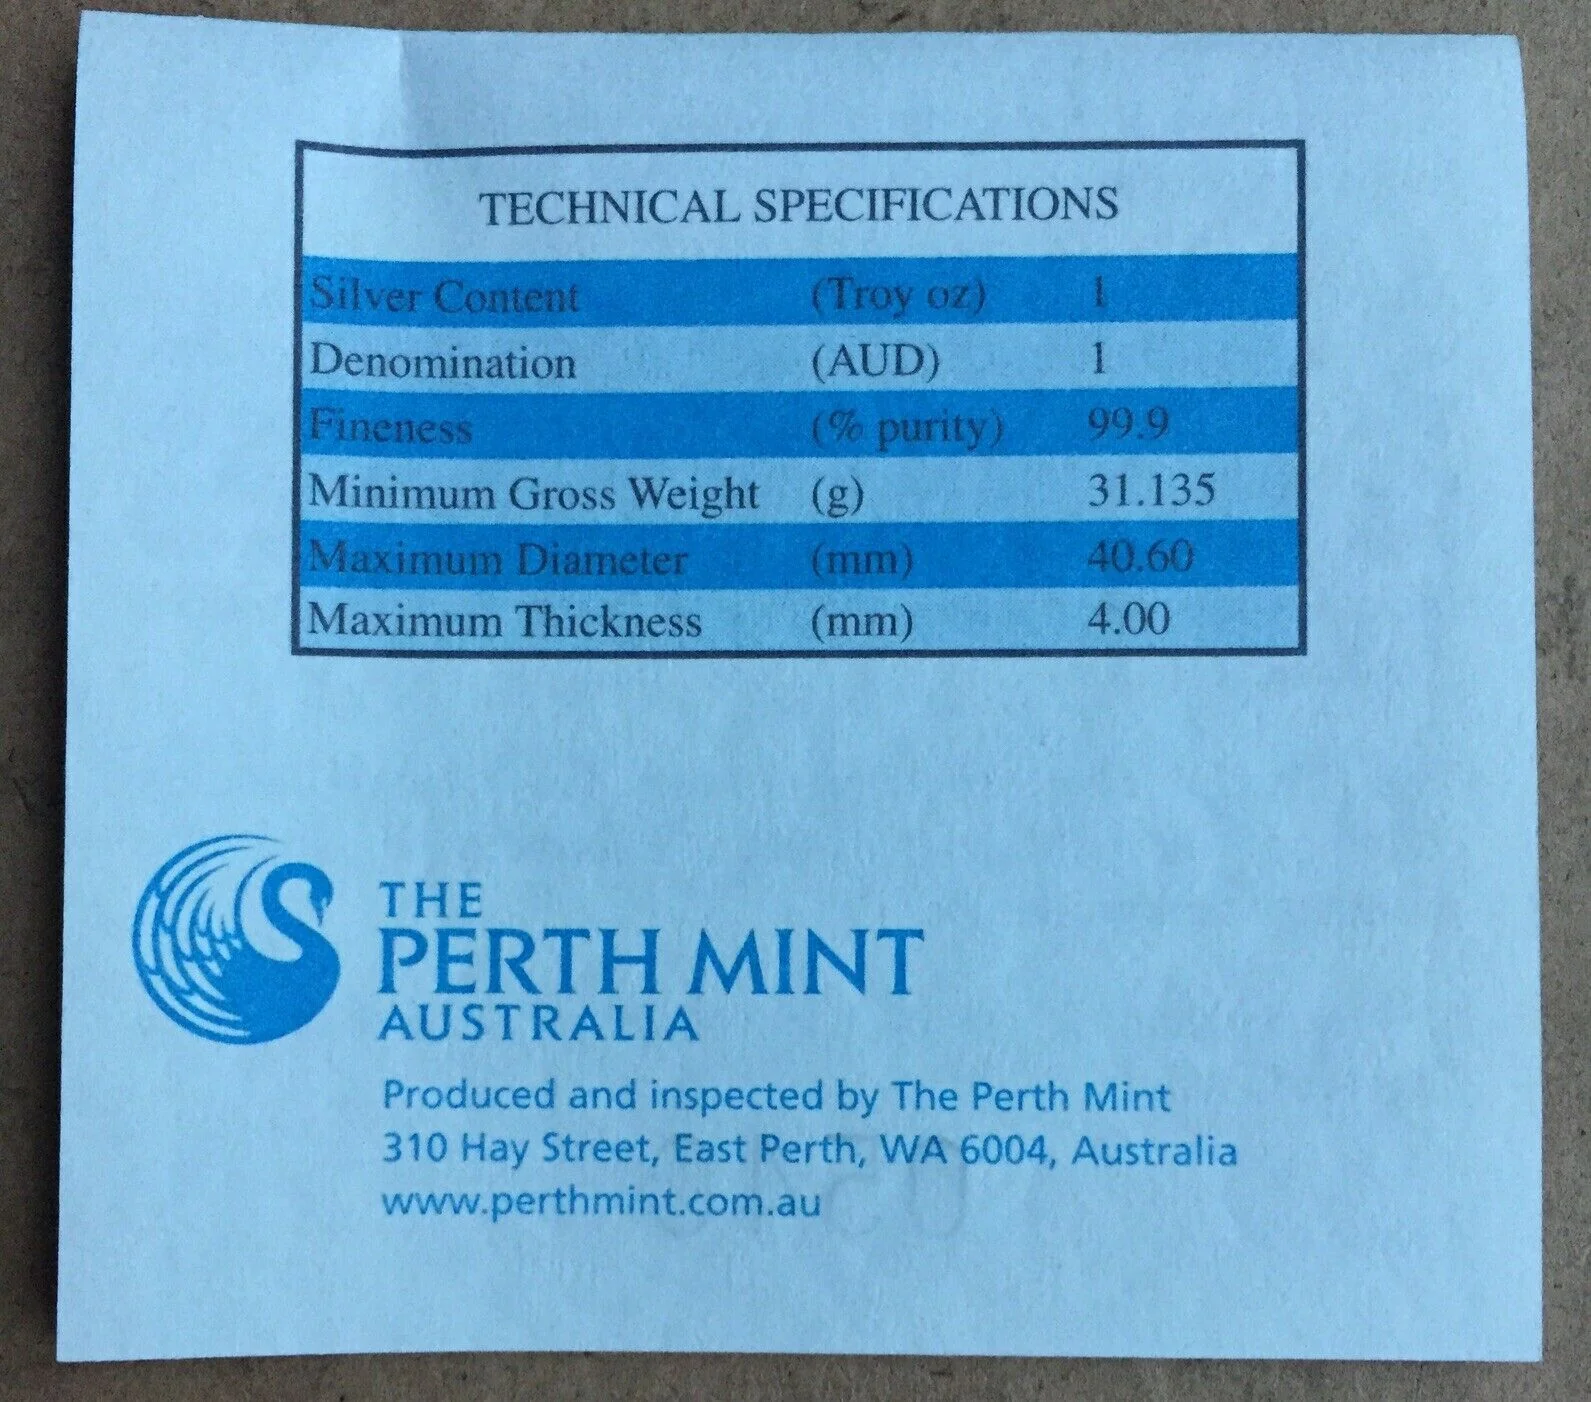 TECHNICAL SPECIFICATIONS
Silver Content (Troy oz) 1
Denomination (AUD) 1
Fineness (% purity) 99.9
Minimum Gross Weight (g) 31.135
Maximum Diameter (mm) 40.60
Maximum Thickness (mm) 4.00
THE
PERTH MINT
AUSTRALIA
Produced and inspected by The Perth Mint
310 Hay Street, East Perth, WA 6004, Australia
www.perthmint.com.au